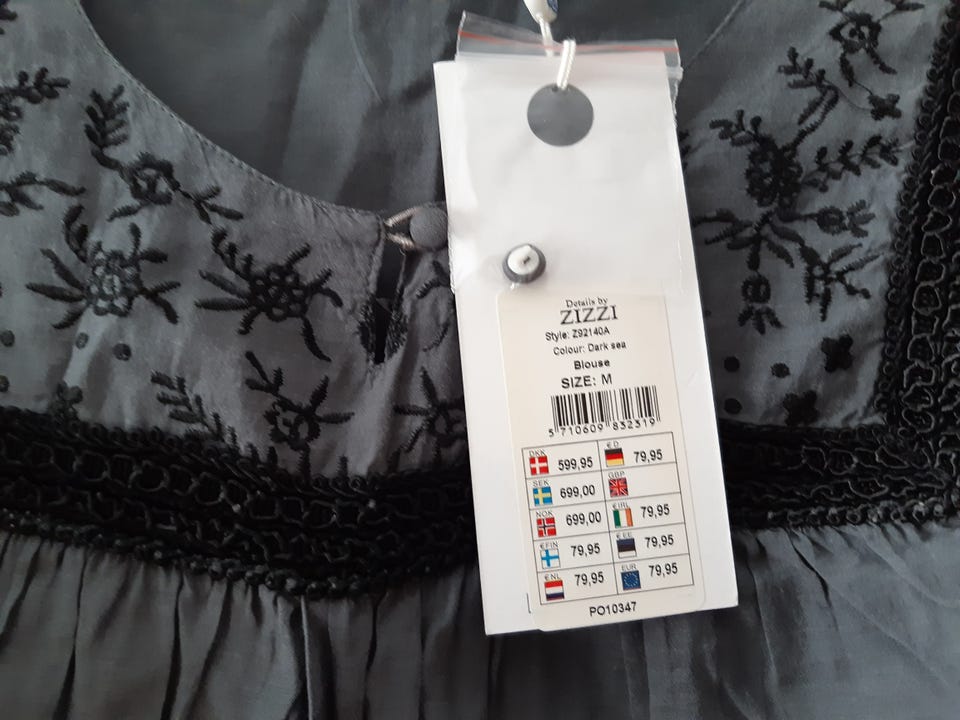 Details by
ZIZZI
Style: Z92140A
Colour: Dark sea
Blouse
SIZE: M
5 710609 832319
DKK 599,95 €D 79,95
SEK 699,00 GBP
NOK 699,00 €IRL 79,95
€FIN 79,95 €EE 79,95
€NL 79,95 EUR 79,95
PO10347